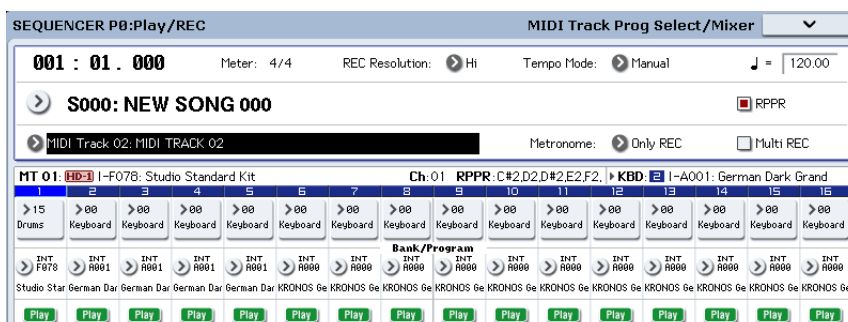 SEQUENCER P0:Play/REC MIDI Track Prog Select/Mixer
001 : 01 . 000 Meter: 4/4 REC Resolution: Hi Tempo Mode: Manual ♩ = 120.00
S000: NEW SONG 000 RPPR
MIDI Track 02: MIDI TRACK 02 Metronome: Only REC Multi REC
MT 01: HD-1 I-F078: Studio Standard Kit Ch:01 RPPR:C#2,D2,D#2,E2,F2, KBD: 2 I-A001: German Dark Grand
1 2 3 4 5 6 7 8 9 10 11 12 13 14 15 16
15 00 00 00 00 00 00 00 00 00 00 00 00 00 00 00
Drums Keyboard Keyboard Keyboard Keyboard Keyboard Keyboard Keyboard Keyboard Keyboard Keyboard Keyboard Keyboard Keyboard Keyboard Keyboard
Bank/Program
INT INT INT INT INT INT INT INT INT INT INT INT INT INT INT INT
F078 A001 A001 A001 A001 A000 A000 A000 A000 A000 A000 A000 A000 A000 A000 A000
Studio Star German Dar German Dar German Dar German Dar KRONOS Ge KRONOS Ge KRONOS Ge KRONOS Ge KRONOS Ge KRONOS Ge KRONOS Ge KRONOS Ge KRONOS Ge KRONOS Ge KRONOS Ge
Play Play Play Play Play Play Play Play Play Play Play Play Play Play Play Play